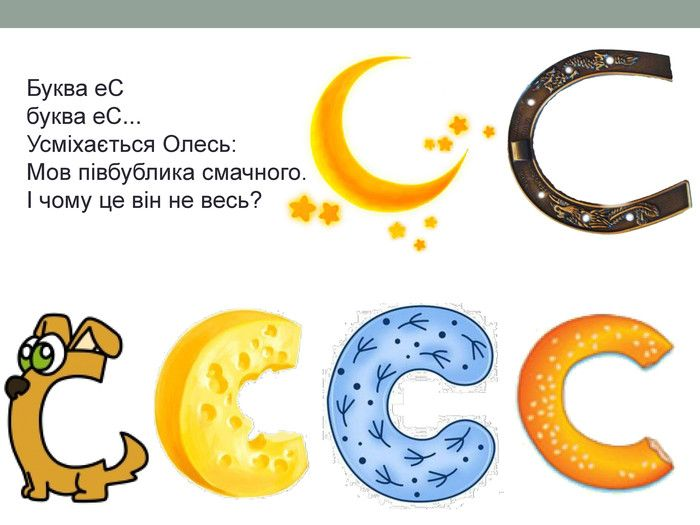 Буква еС
буква еС...
Усміхається Олесь:
Мов півбублика смачного.
І чому це він не весь?
С С С С